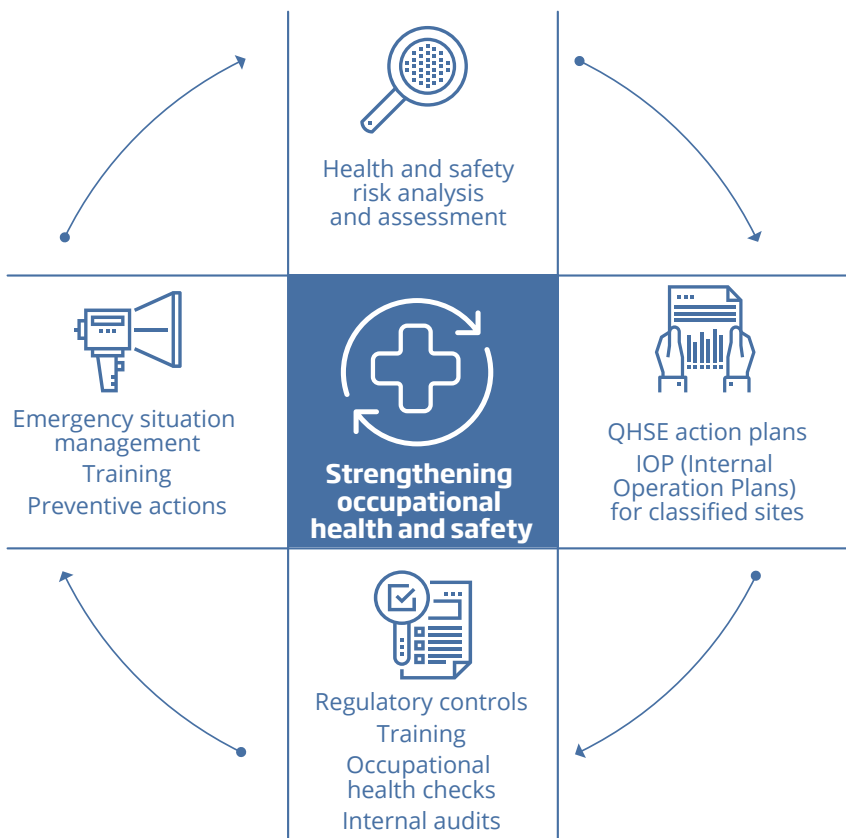 Health and safety
risk analysis
and assessment
Emergency situation
management
Training
Preventive actions
Strengthening
occupational
health and safety
QHSE action plans
IOP (Internal
Operation Plans)
for classified sites
Regulatory controls
Training
Occupational
health checks
Internal audits